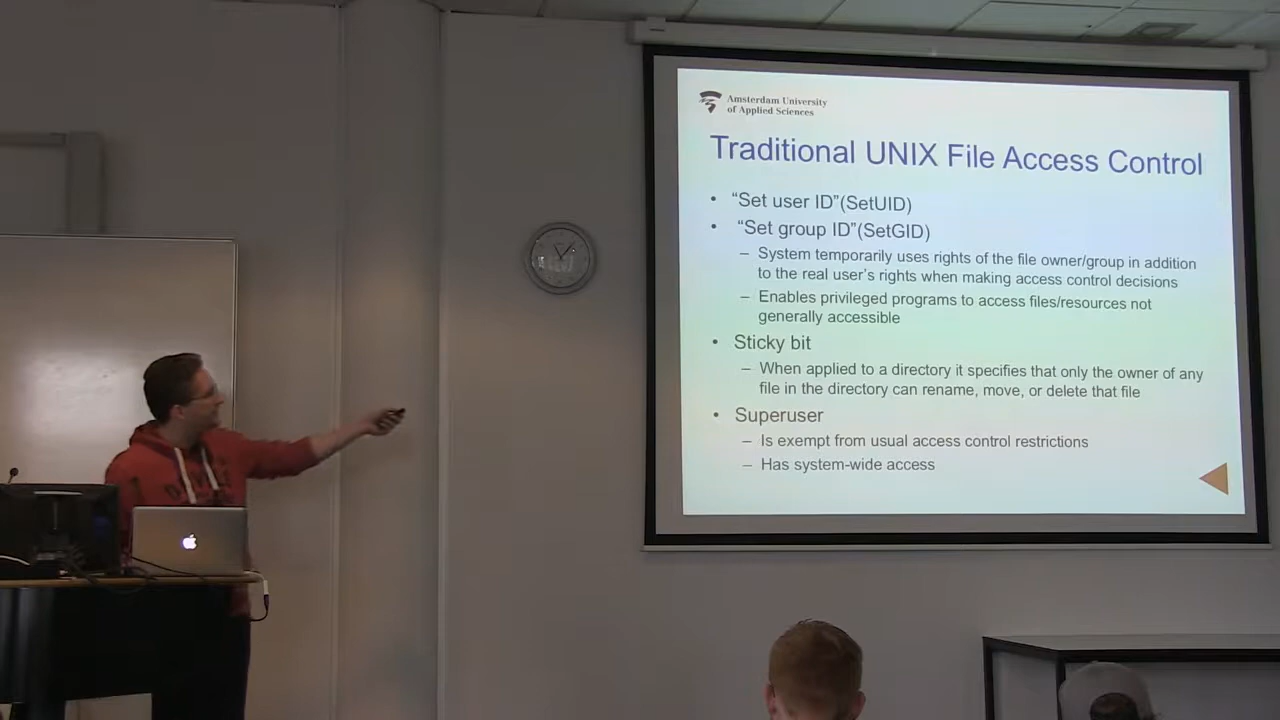 Amsterdam University
of Applied Sciences
Traditional UNIX File Access Control
• “Set user ID”(SetUID)
• “Set group ID”(SetGID)
– System temporarily uses rights of the file owner/group in addition
to the real user’s rights when making access control decisions
– Enables privileged programs to access files/resources not
generally accessible
• Sticky bit
– When applied to a directory it specifies that only the owner of any
file in the directory can rename, move, or delete that file
• Superuser
– Is exempt from usual access control restrictions
– Has system-wide access